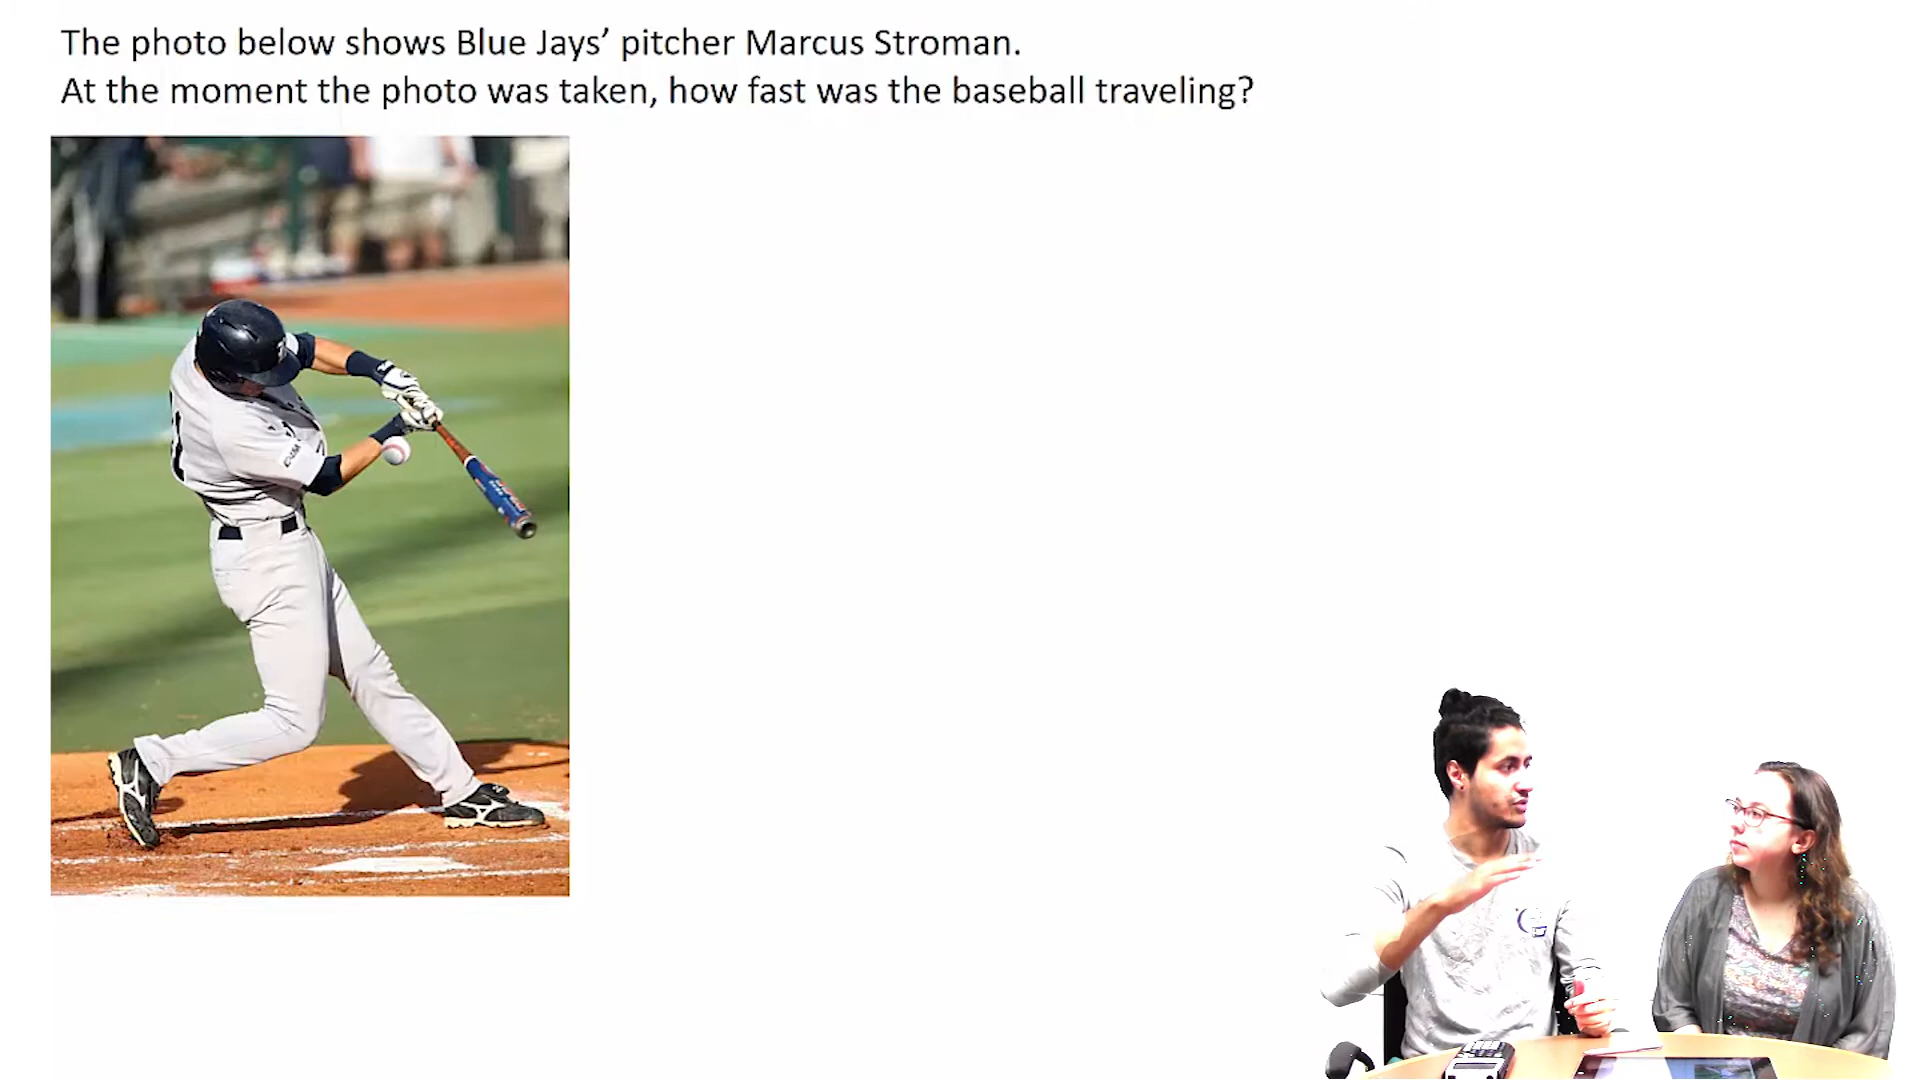 The photo below shows Blue Jays’ pitcher Marcus Stroman.
At the moment the photo was taken, how fast was the baseball traveling?